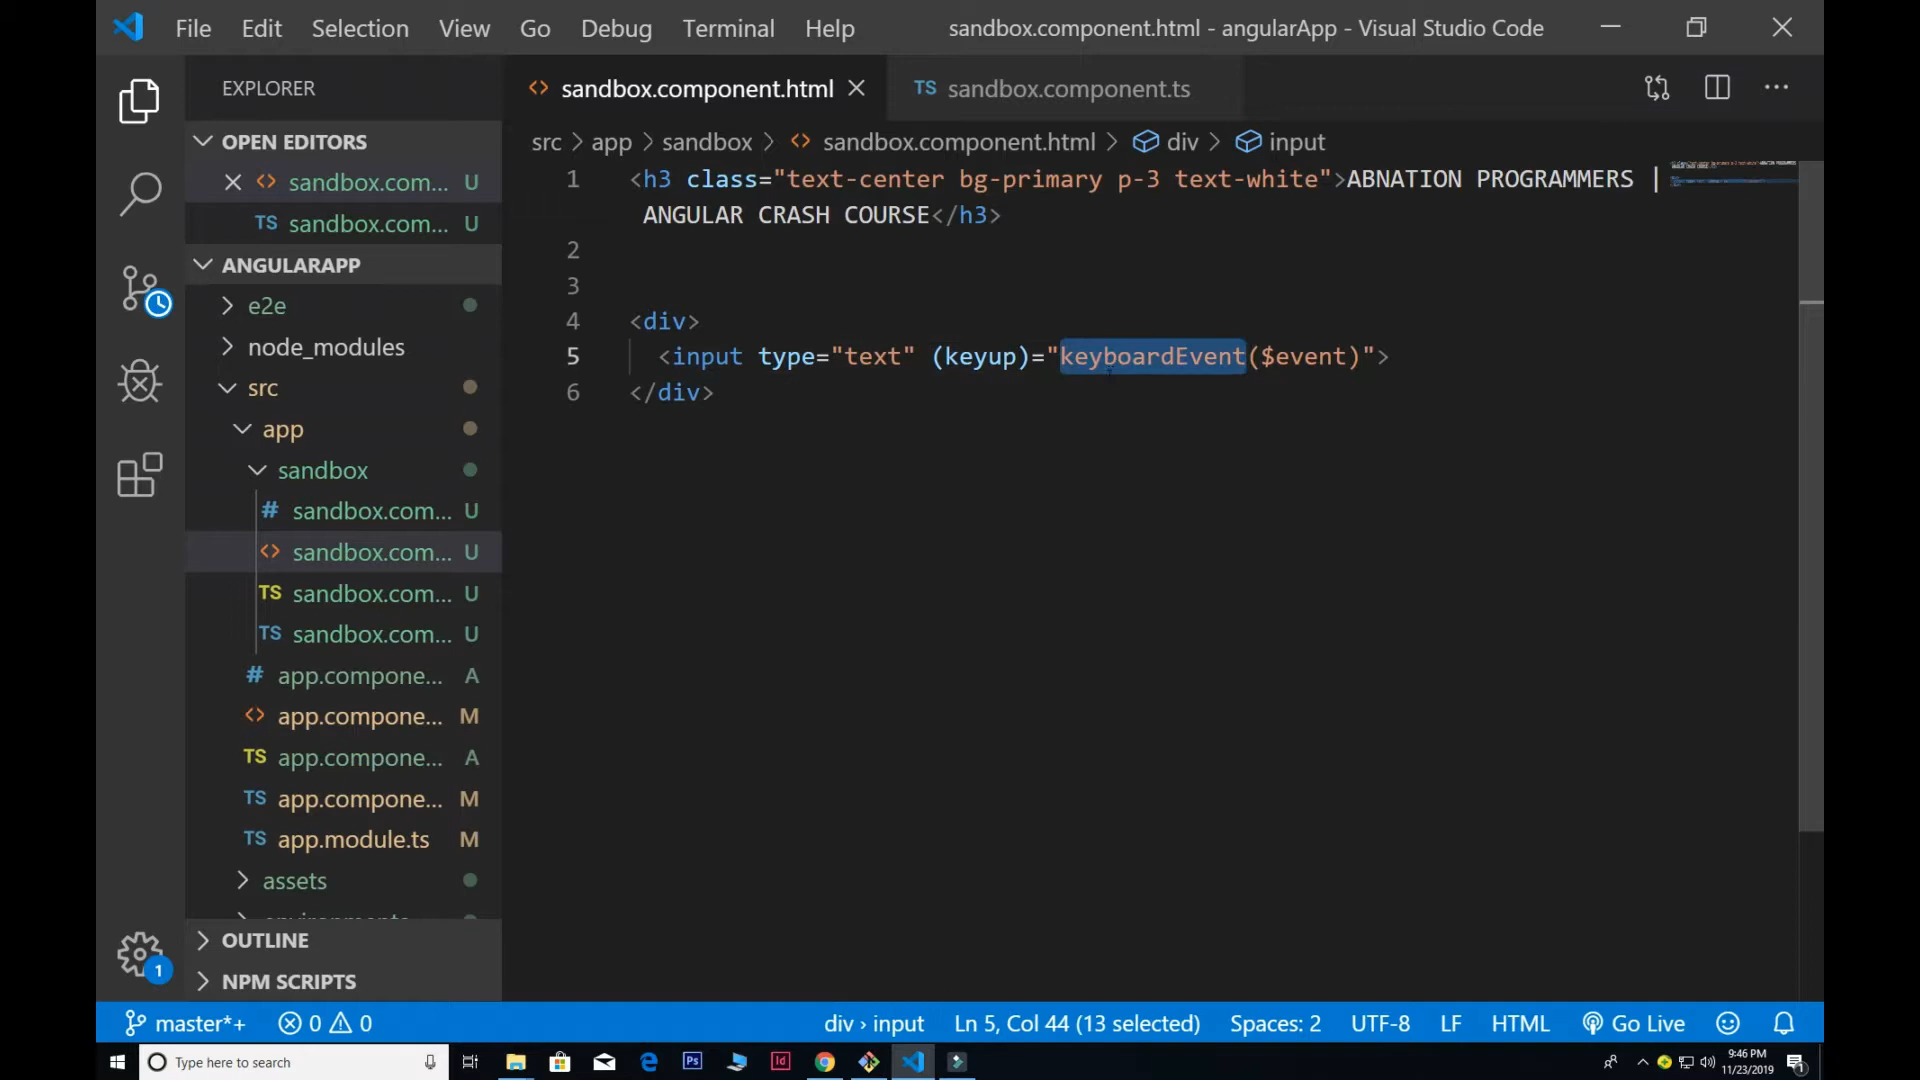 File Edit Selection View Go Debug Terminal Help sandbox.component.html - angularApp - Visual Studio Code
EXPLORER
OPEN EDITORS
sandbox.com... U
TS sandbox.com... U
ANGULARAPP
e2e
node_modules
src
app
sandbox
# sandbox.com... U
<> sandbox.com... U
TS sandbox.com... U
TS sandbox.com... U
# app.compone... A
<> app.compone... M
TS app.compone... A
TS app.compone... M
TS app.module.ts M
assets
OUTLINE
NPM SCRIPTS
sandbox.component.html TS sandbox.component.ts
src > app > sandbox > <> sandbox.component.html > div > input
1 <h3 class="text-center bg-primary p-3 text-white">ABNATION PROGRAMMERS |
ANGULAR CRASH COURSE</h3>
2
3
4 <div>
5 <input type="text" (keyup)="keyboardEvent($event)">
6 </div>
1
master*+ 0 0 div › input Ln 5, Col 44 (13 selected) Spaces: 2 UTF-8 LF HTML Go Live
Type here to search Ps Id 9:46 PM
11/23/2019